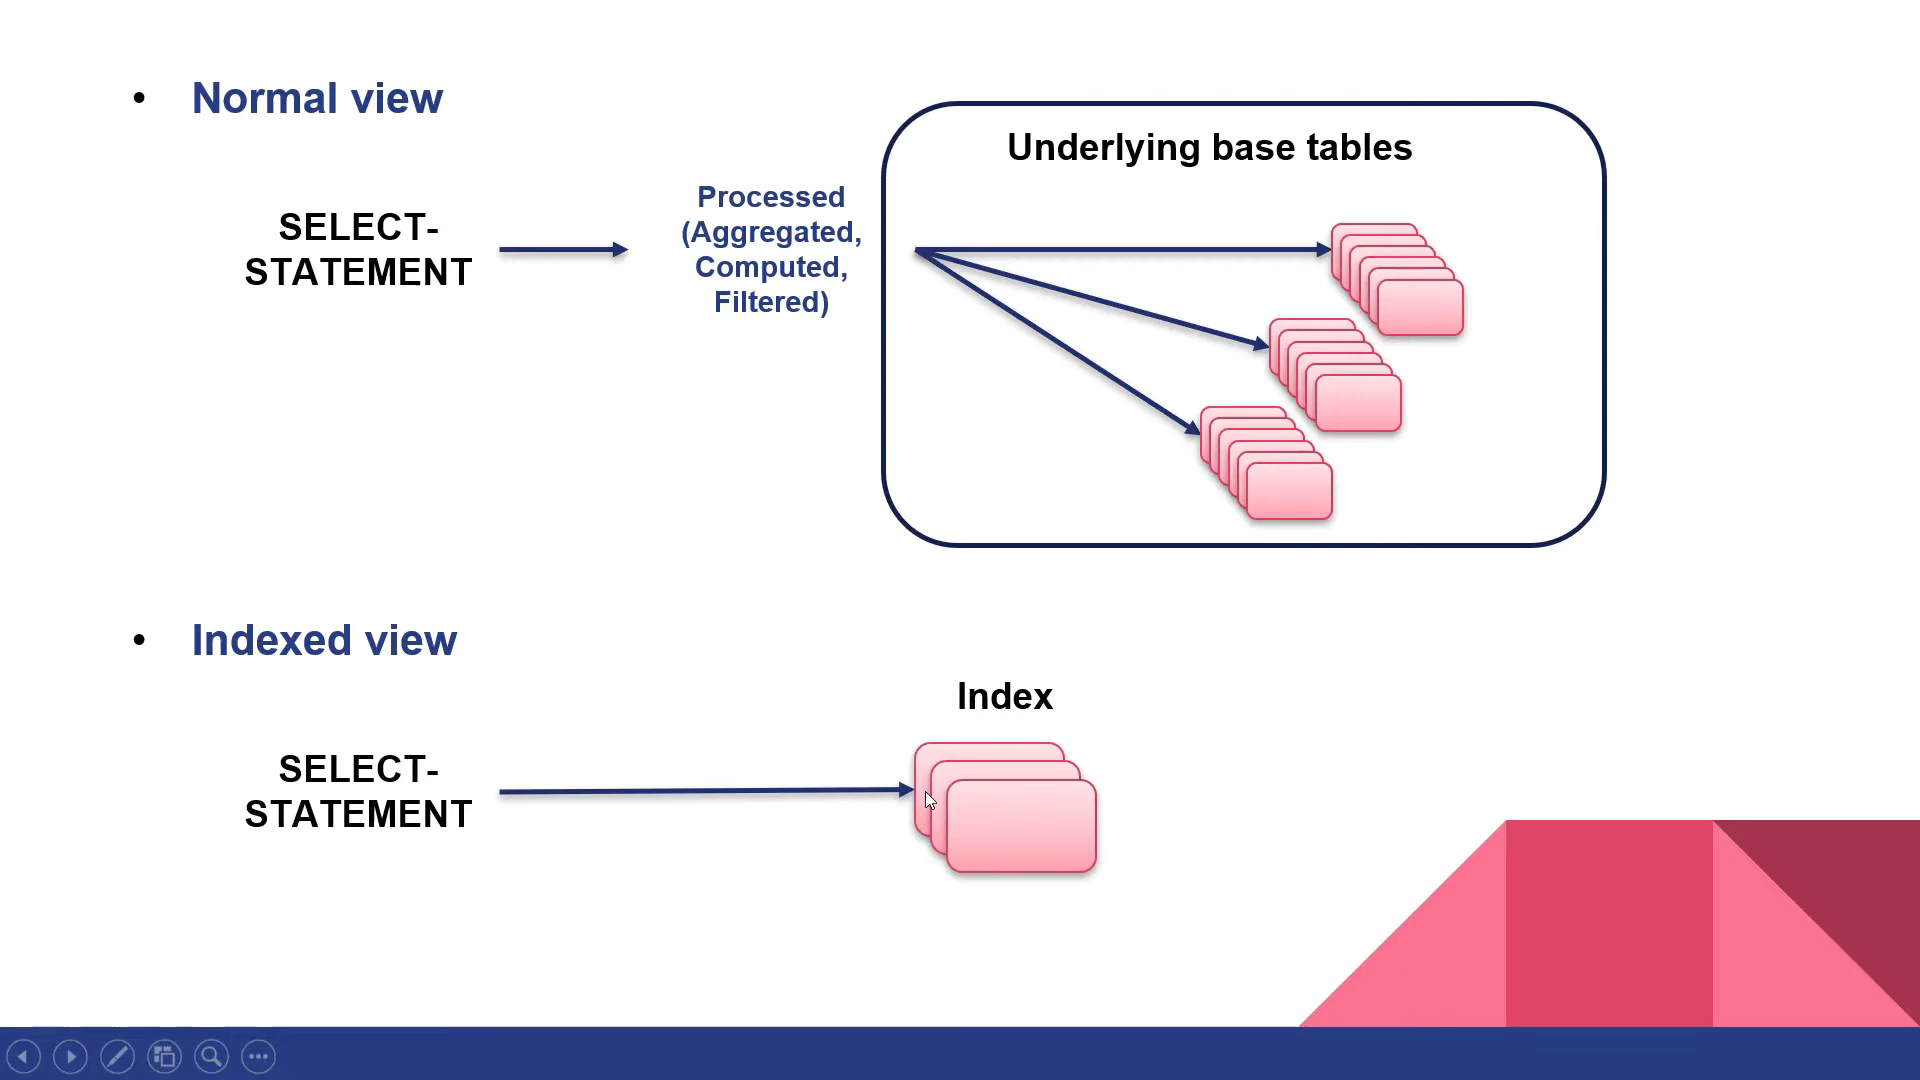 • Normal view
Underlying base tables
SELECT-
STATEMENT
Processed
(Aggregated,
Computed,
Filtered)
• Indexed view
Index
SELECT-
STATEMENT